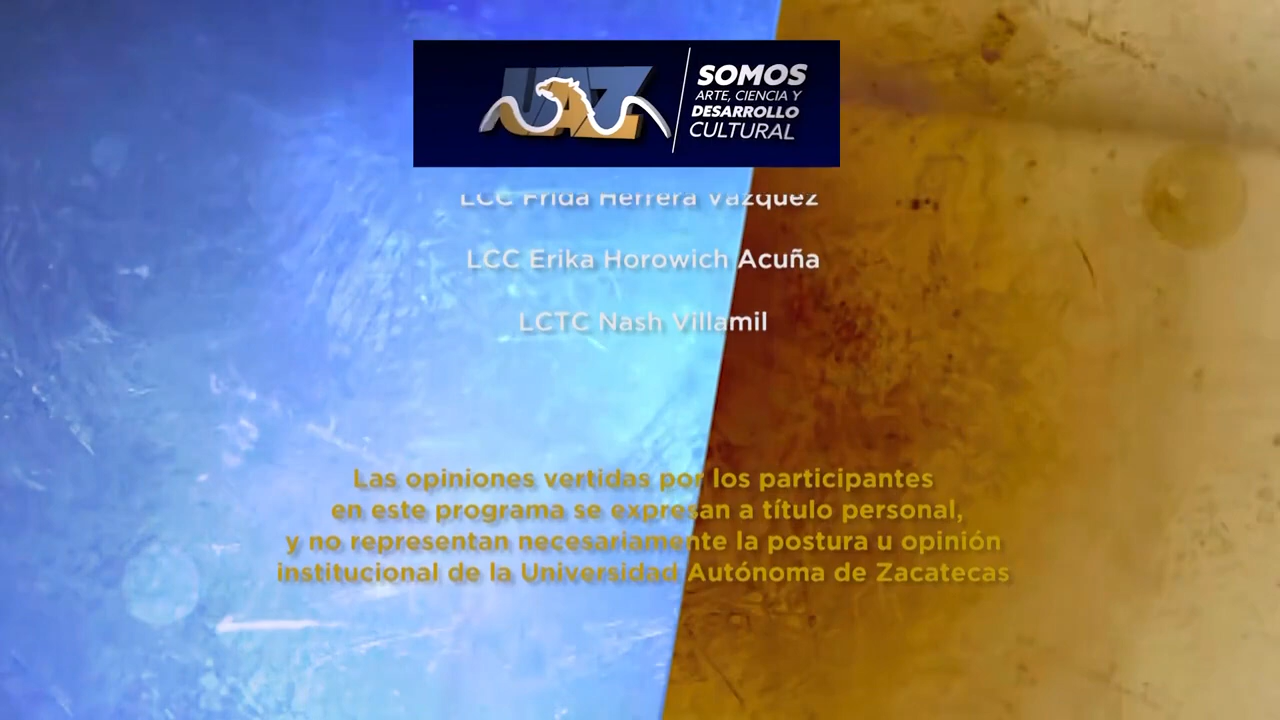 UAZ
SOMOS
ARTE, CIENCIA Y
DESARROLLO
CULTURAL
LCC Frida Herrera Vázquez
LCC Erika Horowich Acuña
LCTC Nash Villamil
Las opiniones vertidas por los participantes
en este programa se expresan a título personal,
y no representan necesariamente la postura u opinión
institucional de la Universidad Autónoma de Zacatecas